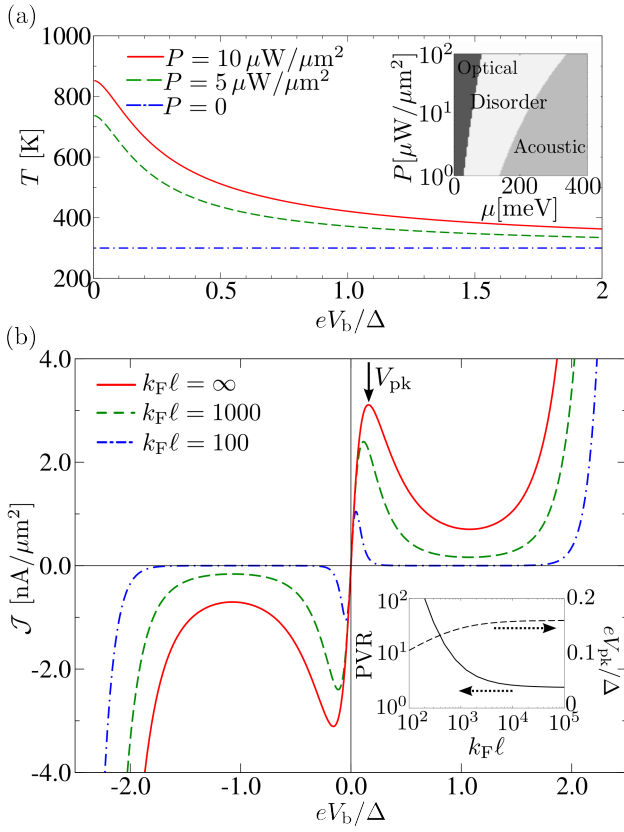 (a)
1000
800
600
400
200
T [K]
P = 10 μW/μm²
P = 5 μW/μm²
P = 0
0
0.5
1.0
1.5
2
eV_b/Δ
10²
10¹
10⁰
P[μW/μm²]
Optical
Disorder
Acoustic
0
200
400
μ[meV]
(b)
4.0
2.0
0.0
-2.0
-4.0
𝒥 [nA/μm²]
k_Fℓ = ∞
k_Fℓ = 1000
k_Fℓ = 100
V_pk
-2.0
-1.0
0.0
1.0
2.0
eV_b/Δ
10²
10¹
10⁰
PVR
0.2
0.1
0
eV_pk/Δ
10²
10³
10⁴
10⁵
k_Fℓ